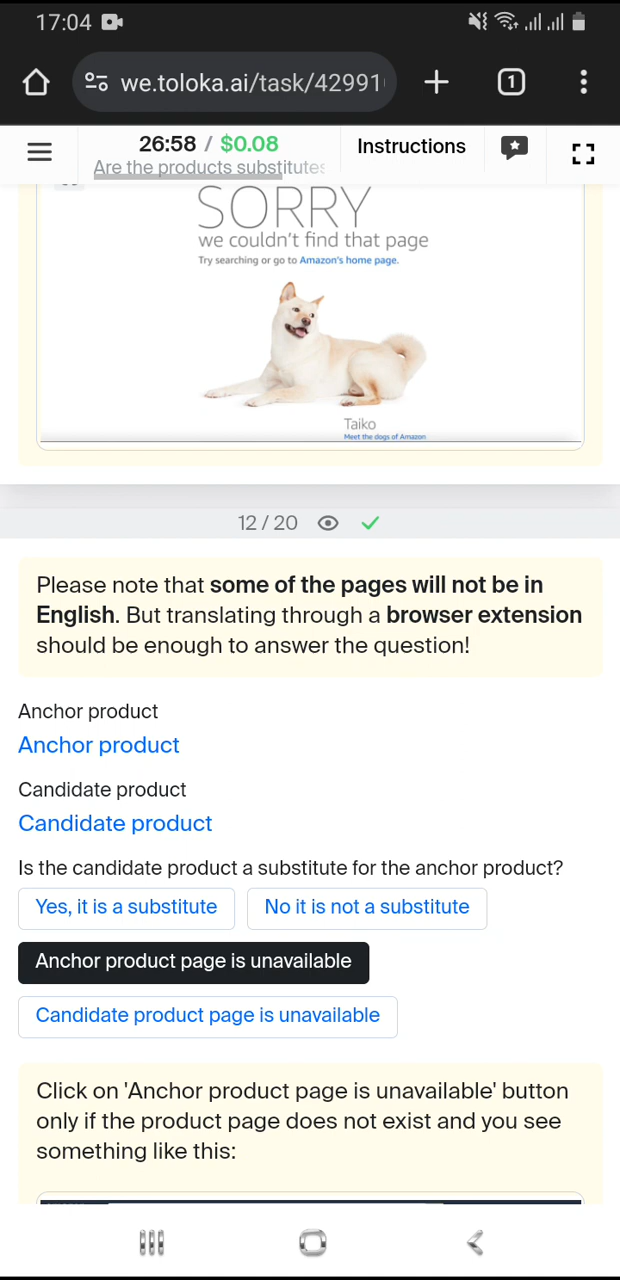 17:04
we.toloka.ai/task/42991
1
26:58 / $0.08
Instructions
Are the products substitutes
SORRY
we couldn't find that page
Try searching or go to Amazon's home page.
Taiko
Meet the dogs of Amazon
12 / 20
Please note that some of the pages will not be in
English. But translating through a browser extension
should be enough to answer the question!
Anchor product
Anchor product
Candidate product
Candidate product
Is the candidate product a substitute for the anchor product?
Yes, it is a substitute
No it is not a substitute
Anchor product page is unavailable
Candidate product page is unavailable
Click on 'Anchor product page is unavailable' button
only if the product page does not exist and you see
something like this: